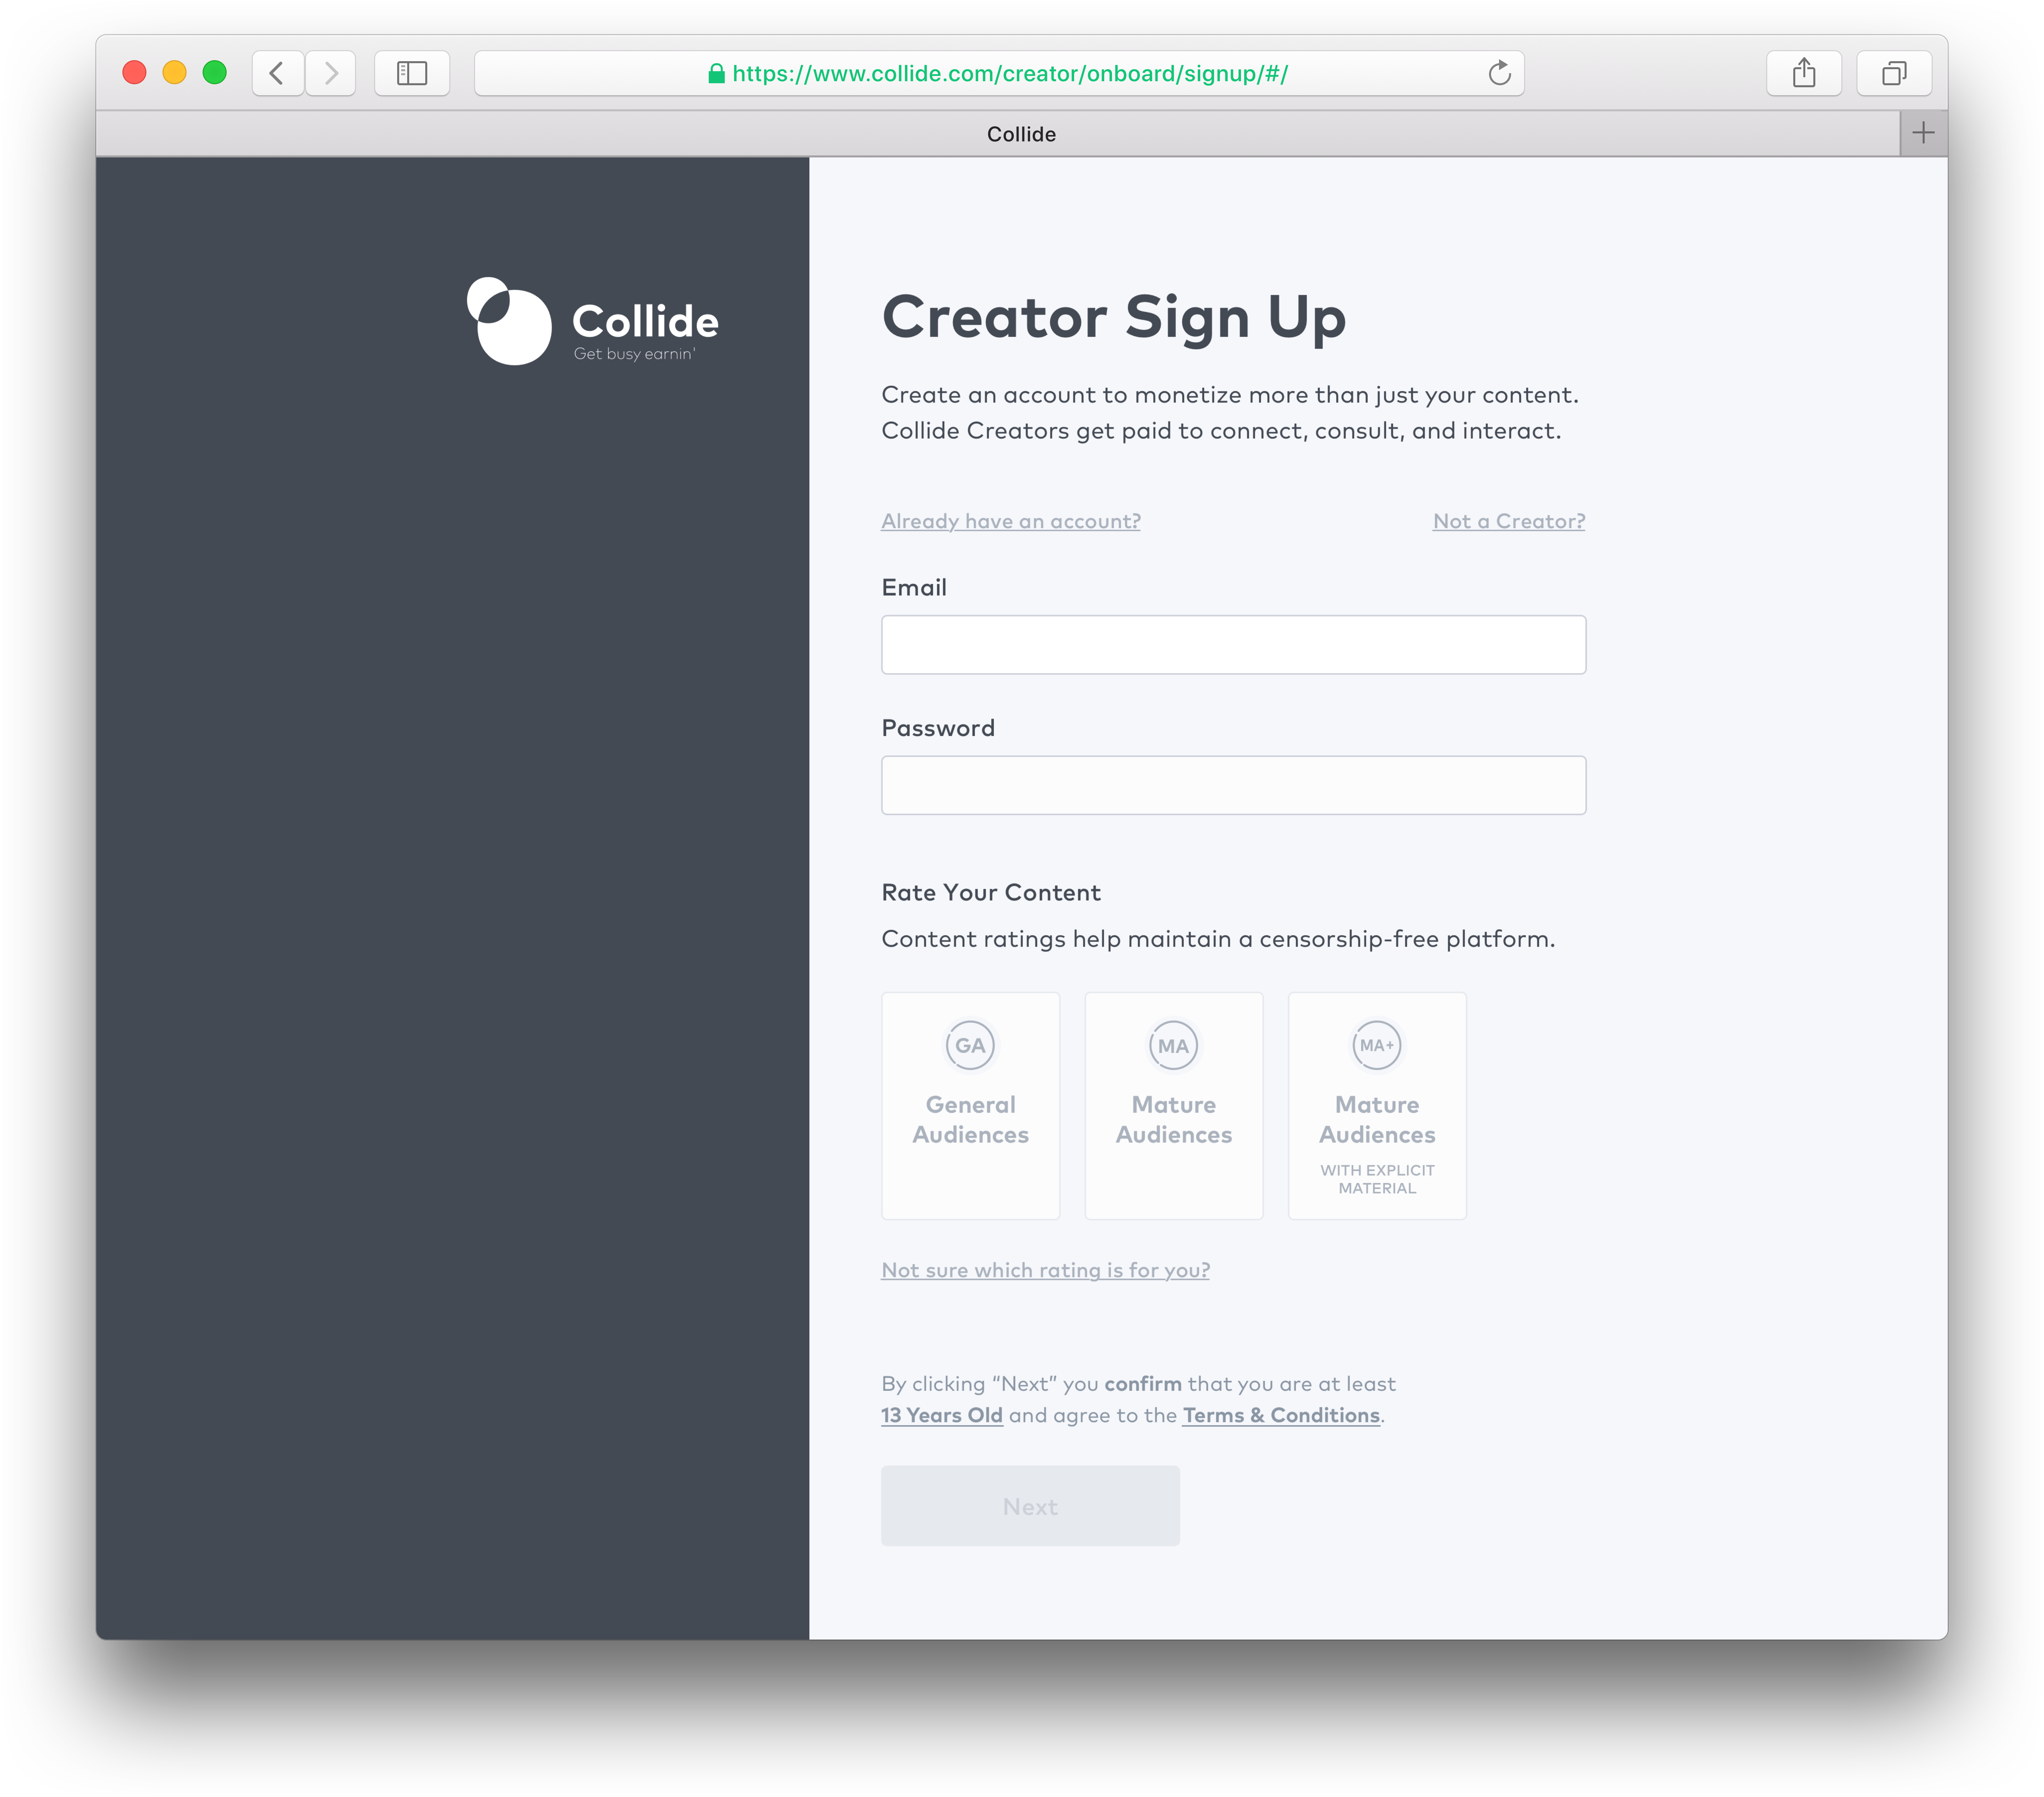 https://www.collide.com/creator/onboard/signup/#/
Collide
Collide
Get busy earnin'
Creator Sign Up
Create an account to monetize more than just your content.
Collide Creators get paid to connect, consult, and interact.
Already have an account?
Not a Creator?
Email
Password
Rate Your Content
Content ratings help maintain a censorship-free platform.
GA
General
Audiences
MA
Mature
Audiences
MA+
Mature
Audiences
WITH EXPLICIT
MATERIAL
Not sure which rating is for you?
By clicking “Next” you confirm that you are at least
13 Years Old and agree to the Terms & Conditions.
Next